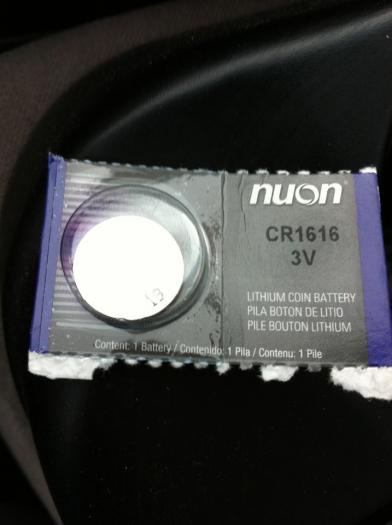 nuon
CR1616
3V
LITHIUM COIN BATTERY
PILA BOTON DE LITIO
PILE BOUTON LITHIUM
Content: 1 Battery / Contenido: 1 Pila / Contenu: 1 Pile